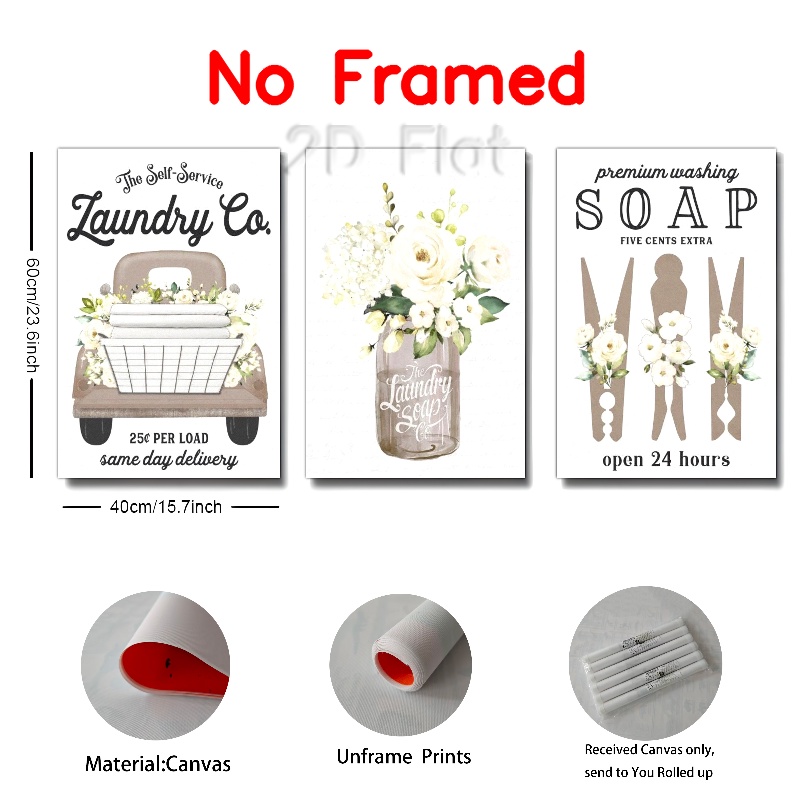 No Framed
2D Flat
The Self-Service
Laundry Co.
25¢ PER LOAD
same day delivery
The
Laundry
Soap
Co
premium washing
SOAP
FIVE CENTS EXTRA
open 24 hours
60cm/23.6inch
40cm/15.7inch
Material:Canvas
Unframe Prints
Received Canvas only,
send to You Rolled up